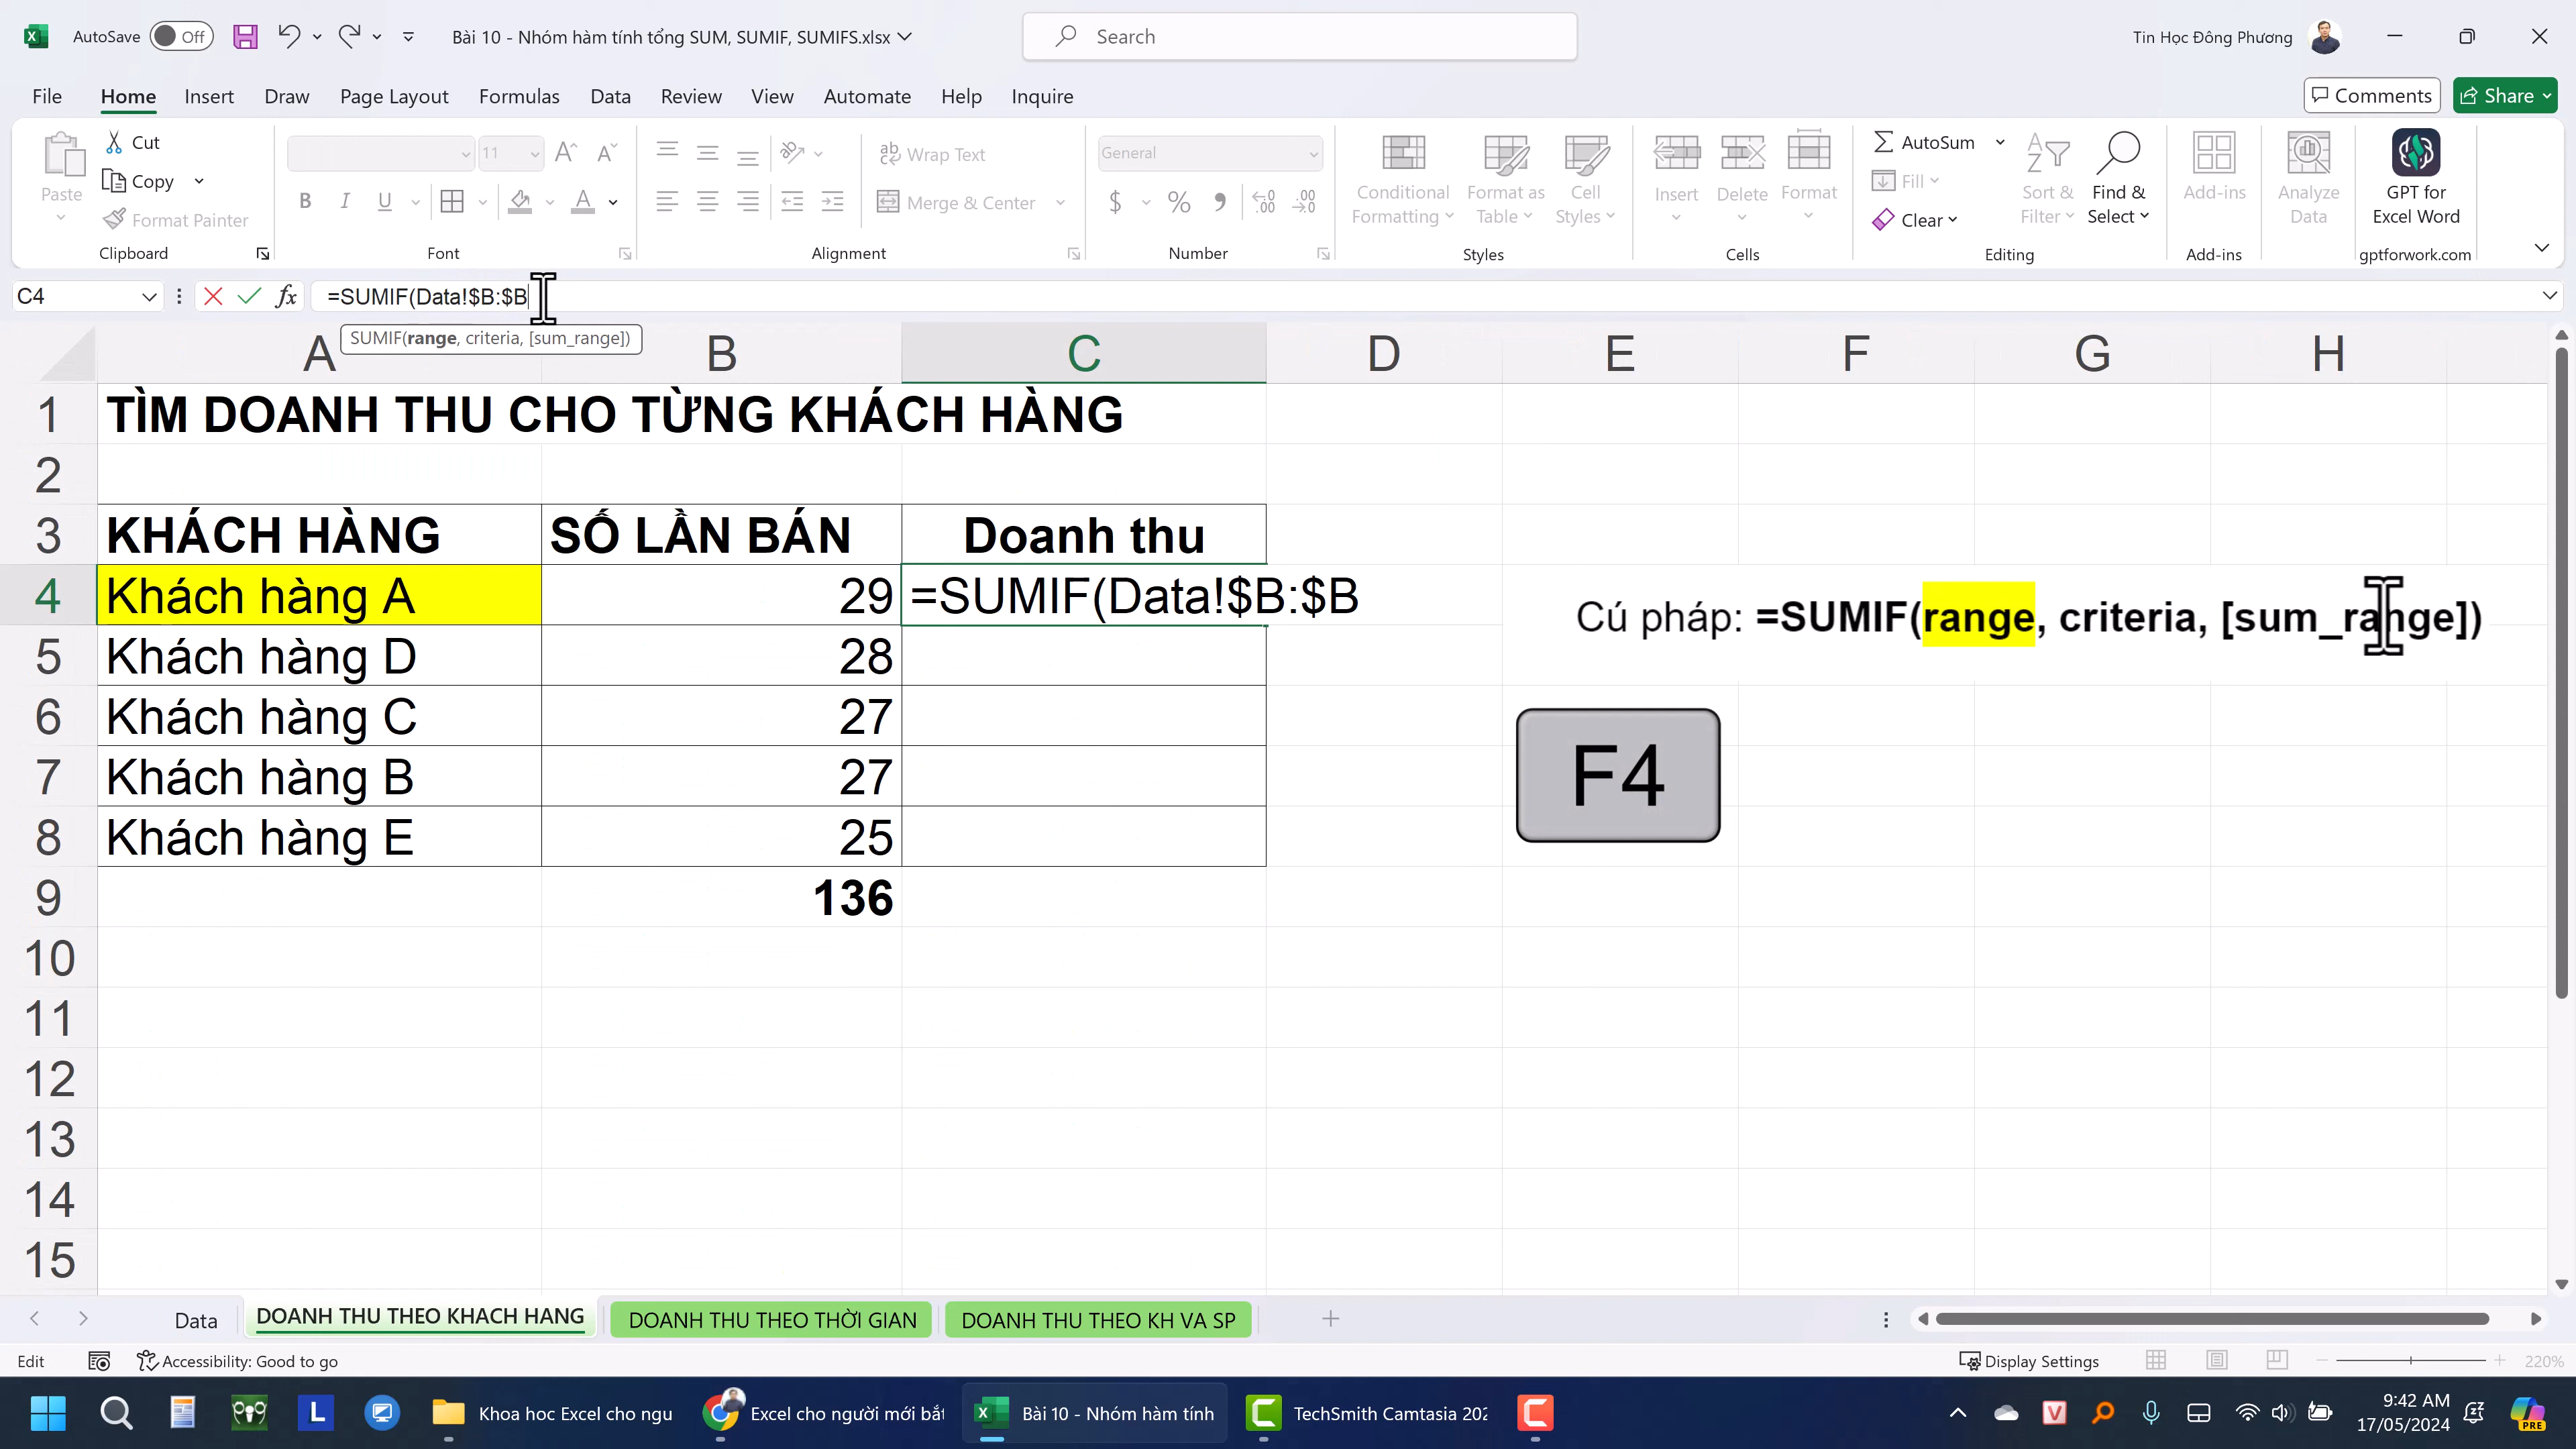 AutoSave Off Bài 10 - Nhóm hàm tính tổng SUM, SUMIF, SUMIFS.xlsx Search Tin Học Đông Phương
File Home Insert Draw Page Layout Formulas Data Review View Automate Help Inquire Comments Share
Paste Cut Copy Format Painter Clipboard
11 B I U A Font
ab Wrap Text Merge & Center Alignment
General $ % Number
Conditional Formatting Format as Table Cell Styles Styles
Insert Delete Format Cells
AutoSum Fill Clear Sort & Filter Find & Select Editing
Add-ins Add-ins
Analyze Data
GPT for Excel Word gptforwork.com
C4 fx =SUMIF(Data!$B:$B
SUMIF(range, criteria, [sum_range])
A B C D E F G H
1 TÌM DOANH THU CHO TỪNG KHÁCH HÀNG
2
3 KHÁCH HÀNG SỐ LẦN BÁN Doanh thu
4 Khách hàng A 29 =SUMIF(Data!$B:$B
Cú pháp: =SUMIF(range, criteria, [sum_range])
5 Khách hàng D 28
6 Khách hàng C 27
7 Khách hàng B 27
F4
8 Khách hàng E 25
9 136
10
11
12
13
14
15
Data DOANH THU THEO KHACH HANG DOANH THU THEO THỜI GIAN DOANH THU THEO KH VA SP
Edit Accessibility: Good to go Display Settings 220%
L Khoa hoc Excel cho ngu Excel cho người mới bắt Bài 10 - Nhóm hàm tính TechSmith Camtasia 202 V 9:42 AM
17/05/2024 PRE